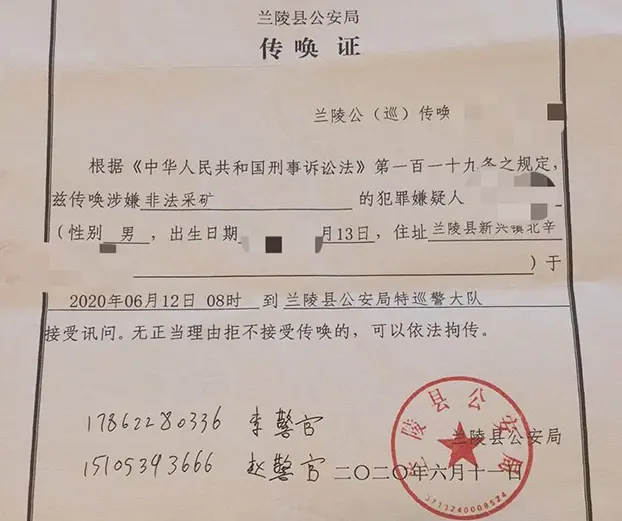 兰陵县公安局
传唤证
兰陵公（巡）传唤
根据《中华人民共和国刑事诉讼法》第一百一十九条之规定，
兹传唤涉嫌非法采矿的犯罪嫌疑人
（性别男，出生日期月13日，住址兰陵县新兴镇北辛
）于
2020年06月12日 08时到兰陵县公安局特巡警大队
接受讯问。无正当理由拒不接受传唤的，可以依法拘传。
17862280336 李警官
兰陵县公安局
15105393666 赵警官
二〇二〇年六月十一日
兰陵县公安局
3713240008524